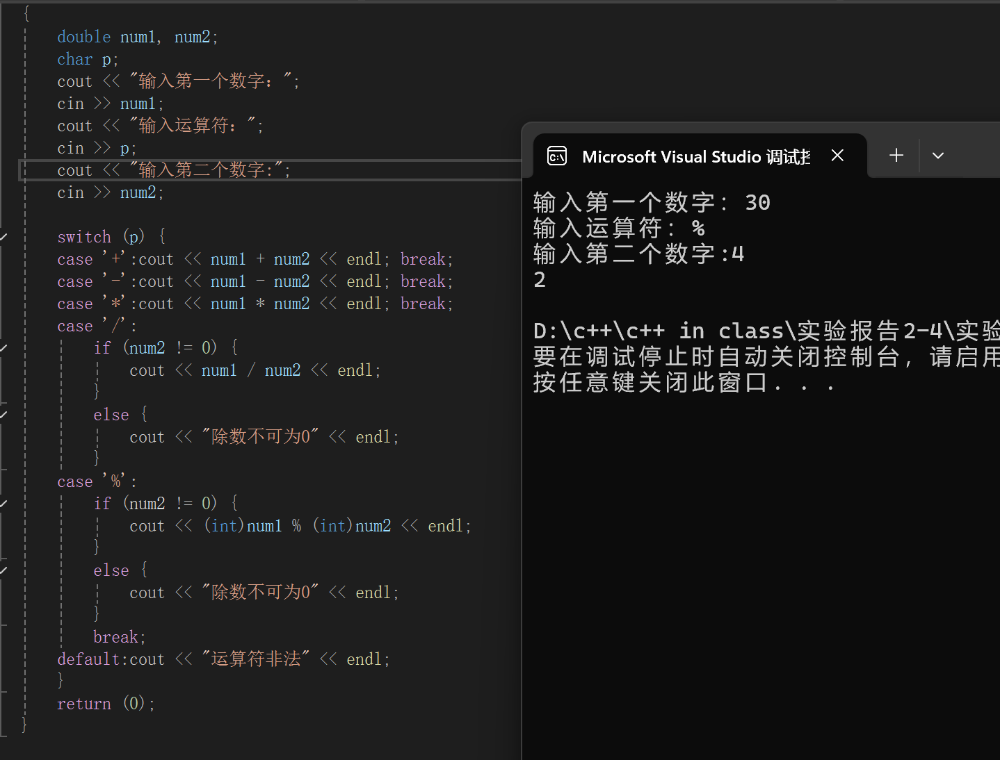 {
double num1, num2;
char p;
cout << "输入第一个数字：";
cin >> num1;
cout << "输入运算符：";
cin >> p;
cout << "输入第二个数字:";
cin >> num2;
switch (p) {
case '+':cout << num1 + num2 << endl; break;
case '-':cout << num1 - num2 << endl; break;
case '*':cout << num1 * num2 << endl; break;
case '/':
if (num2 != 0) {
cout << num1 / num2 << endl;
}
else {
cout << "除数不可为0" << endl;
}
case '%':
if (num2 != 0) {
cout << (int)num1 % (int)num2 << endl;
}
else {
cout << "除数不可为0" << endl;
}
break;
default:cout << "运算符非法" << endl;
}
return (0);
}
Microsoft Visual Studio 调试控
输入第一个数字：30
输入运算符：%
输入第二个数字:4
2
D:\c++\c++ in class\实验报告2-4\实验
要在调试停止时自动关闭控制台，请启用
按任意键关闭此窗口. . .